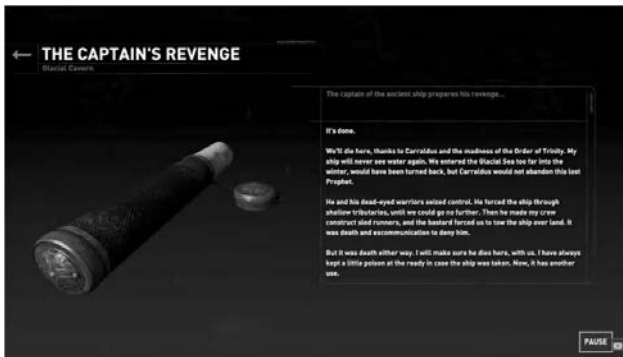 THE CAPTAIN'S REVENGE
Glacial Cavern
The captain of the ancient ship prepares his revenge...
It's done.
We'll die here, thanks to Carraldus and the madness of the Order of Trinity. My
ship will never see water again. We entered the Glacial Sea too far into the
winter, would have been turned back, but Carraldus would not abandon this lost
Prophet.
He and his dead-eyed warriors seized control. He forced the ship through
shallow tributaries, until we could go no further. Then he made my crew
construct sled runners, and the bastard forced us to tow the ship over land. It
was death and excommunication to deny him.
But it was death either way. I will make sure he dies here, with us. I have always
kept a little poison at the ready in case the ship was taken. Now, it has another
use.
PAUSE